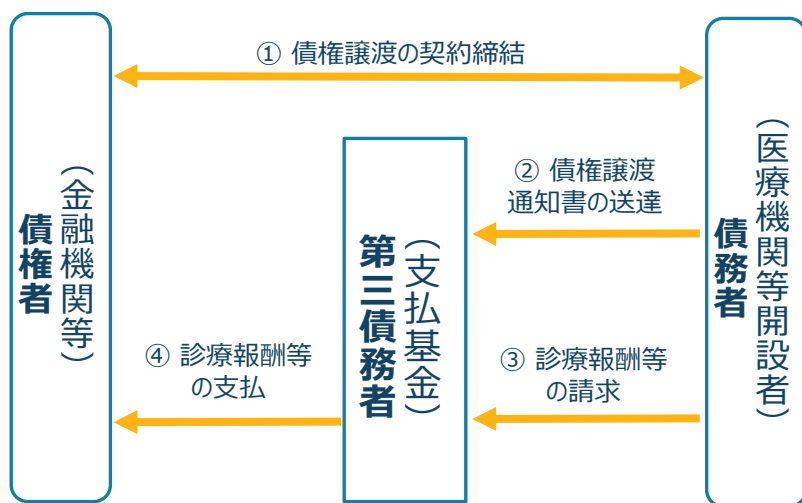 ① 債権譲渡の契約締結
② 債権譲渡
通知書の送達
③ 診療報酬等
の請求
④ 診療報酬等
の支払
債権者
（金融機関等）
第三債務者
（支払基金）
債務者
（医療機関等開設者）